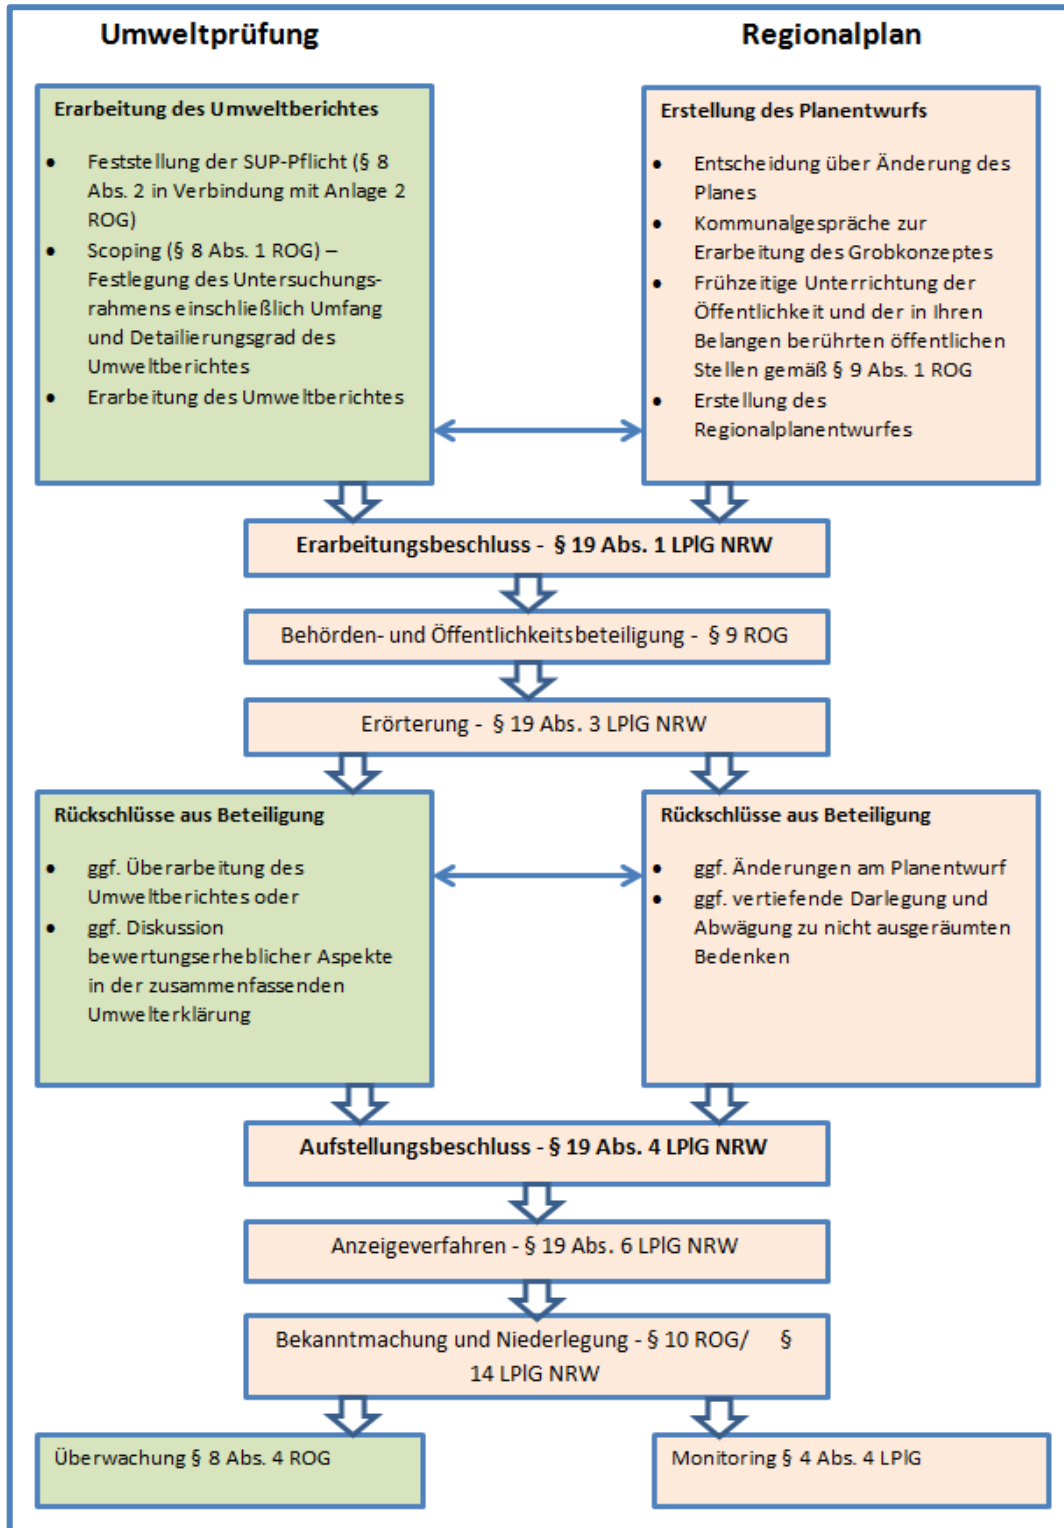 Umweltprüfung
Regionalplan
Erarbeitung des Umweltberichtes
• Feststellung der SUP-Pflicht (§ 8
Abs. 2 in Verbindung mit Anlage 2
ROG)
• Scoping (§ 8 Abs. 1 ROG) –
Festlegung des Untersuchungs-
rahmens einschließlich Umfang
und Detailierungsgrad des
Umweltberichtes
• Erarbeitung des Umweltberichtes
Erstellung des Planentwurfs
• Entscheidung über Änderung des
Planes
• Kommunalgespräche zur
Erarbeitung des Grobkonzeptes
• Frühzeitige Unterrichtung der
Öffentlichkeit und der in Ihren
Belangen berührten öffentlichen
Stellen gemäß § 9 Abs. 1 ROG
• Erstellung des
Regionalplanentwurfes
Erarbeitungsbeschluss - § 19 Abs. 1 LPlG NRW
Behörden- und Öffentlichkeitsbeteiligung - § 9 ROG
Erörterung - § 19 Abs. 3 LPlG NRW
Rückschlüsse aus Beteiligung
• ggf. Überarbeitung des
Umweltberichtes oder
• ggf. Diskussion
bewertungserheblicher Aspekte
in der zusammenfassenden
Umwelterklärung
Rückschlüsse aus Beteiligung
• ggf. Änderungen am Planentwurf
• ggf. vertiefende Darlegung und
Abwägung zu nicht ausgeräumten
Bedenken
Aufstellungsbeschluss - § 19 Abs. 4 LPlG NRW
Anzeigeverfahren - § 19 Abs. 6 LPlG NRW
Bekanntmachung und Niederlegung - § 10 ROG/ §
14 LPlG NRW
Überwachung § 8 Abs. 4 ROG
Monitoring § 4 Abs. 4 LPlG